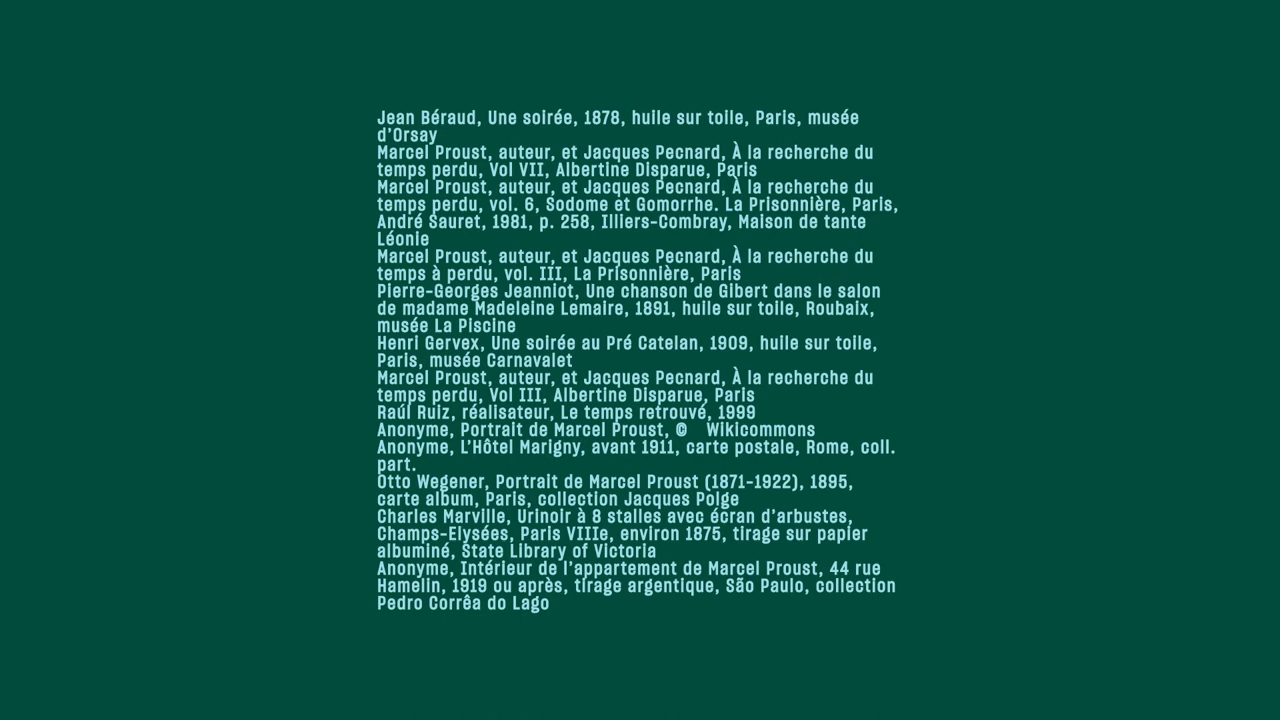 Jean Béraud, Une soirée, 1878, huile sur toile, Paris, musée
d’Orsay
Marcel Proust, auteur, et Jacques Pecnard, À la recherche du
temps perdu, Vol VII, Albertine Disparue, Paris
Marcel Proust, auteur, et Jacques Pecnard, À la recherche du
temps perdu, vol. 6, Sodome et Gomorrhe. La Prisonnière, Paris,
André Sauret, 1981, p. 258, Illiers-Combray, Maison de tante
Léonie
Marcel Proust, auteur, et Jacques Pecnard, À la recherche du
temps à perdu, vol. III, La Prisonnière, Paris
Pierre-Georges Jeanniot, Une chanson de Gibert dans le salon
de madame Madeleine Lemaire, 1891, huile sur toile, Roubaix,
musée La Piscine
Henri Gervex, Une soirée au Pré Catelan, 1909, huile sur toile,
Paris, musée Carnavalet
Marcel Proust, auteur, et Jacques Pecnard, À la recherche du
temps perdu, Vol III, Albertine Disparue, Paris
Raúl Ruiz, réalisateur, Le temps retrouvé, 1999
Anonyme, Portrait de Marcel Proust, © Wikicommons
Anonyme, L’Hôtel Marigny, avant 1911, carte postale, Rome, coll.
part.
Otto Wegener, Portrait de Marcel Proust (1871-1922), 1895,
carte album, Paris, collection Jacques Polge
Charles Marville, Urinoir à 8 stalles avec écran d’arbustes,
Champs-Elysées, Paris VIIIe, environ 1875, tirage sur papier
albuminé, State Library of Victoria
Anonyme, Intérieur de l’appartement de Marcel Proust, 44 rue
Hamelin, 1919 ou après, tirage argentique, São Paulo, collection
Pedro Corrêa do Lago